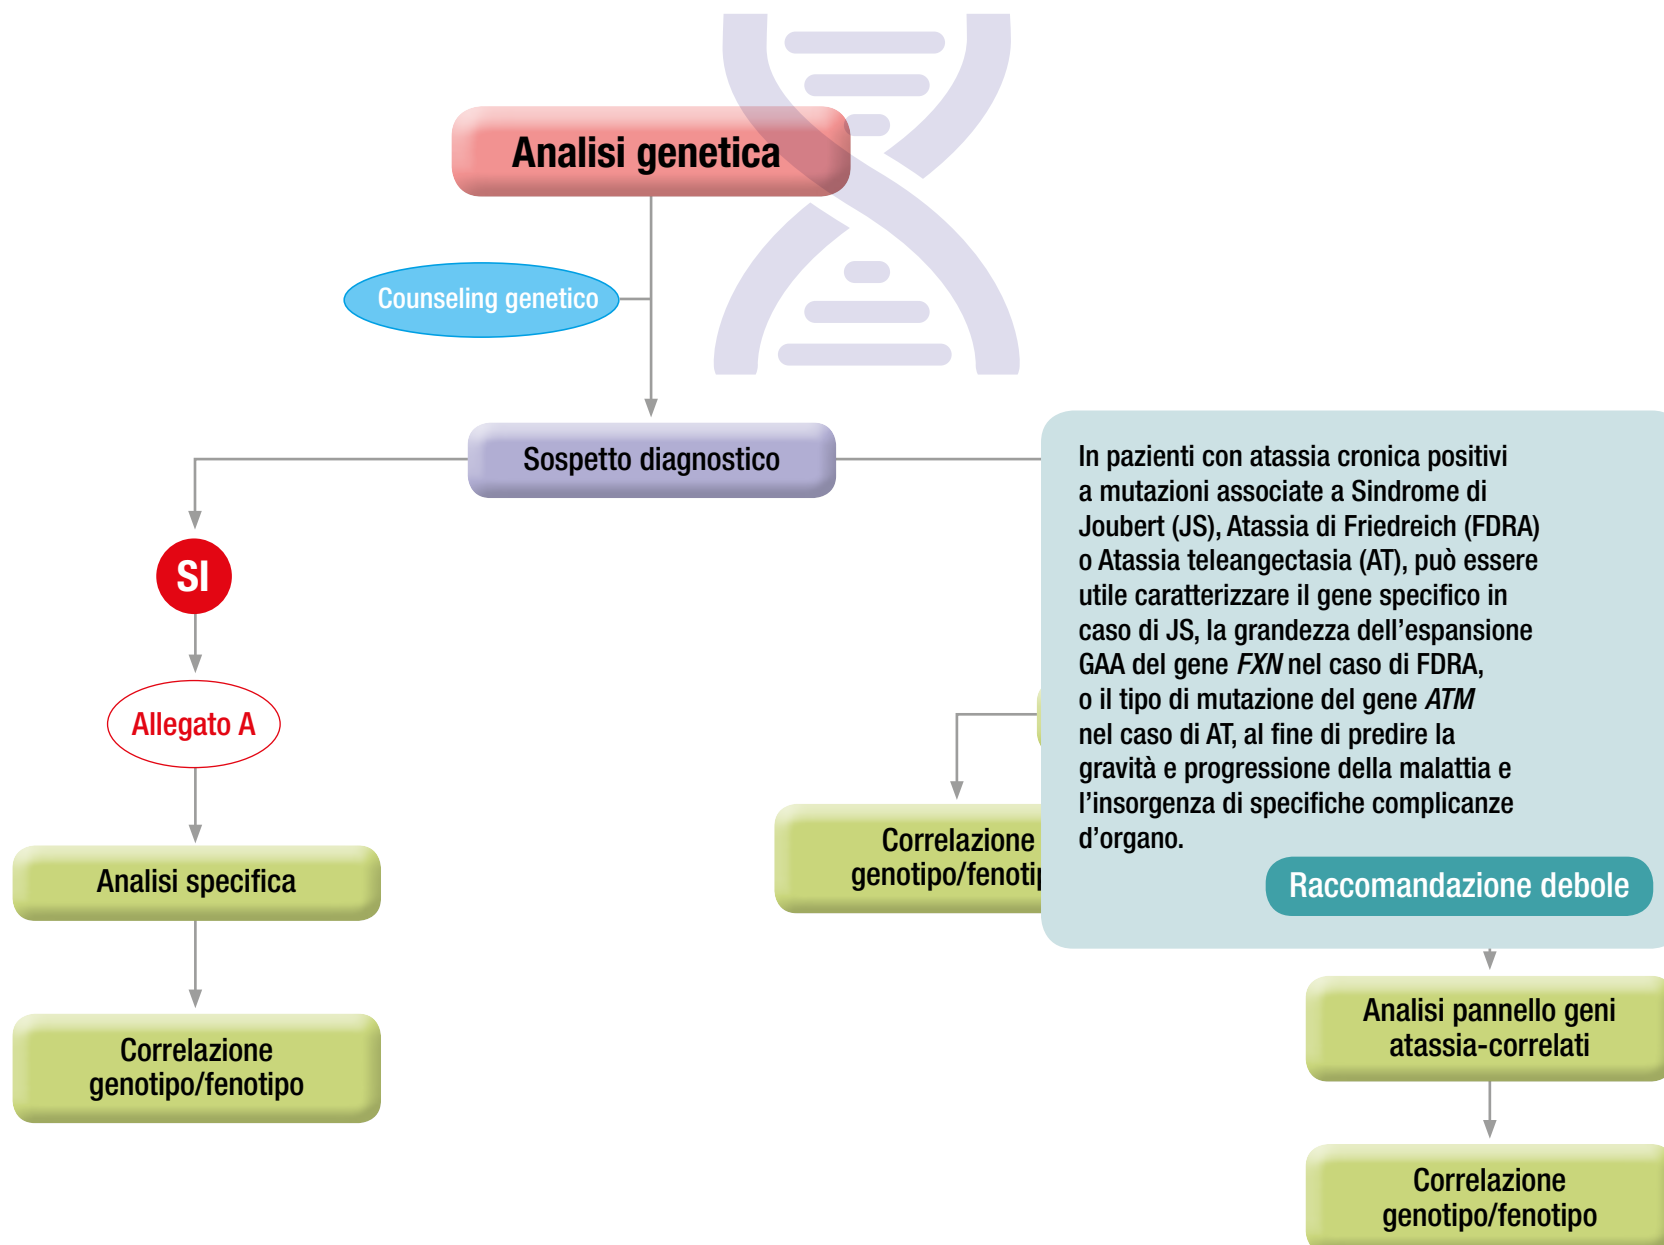 Analisi genetica
Counseling genetico
Sospetto diagnostico
SI
Allegato A
Analisi specifica
Correlazione
genotipo/fenotipo
In pazienti con atassia cronica positivi
a mutazioni associate a Sindrome di
Joubert (JS), Atassia di Friedreich (FDRA)
o Atassia teleangectasia (AT), può essere
utile caratterizzare il gene specifico in
caso di JS, la grandezza dell’espansione
GAA del gene FXN nel caso di FDRA,
o il tipo di mutazione del gene ATM
nel caso di AT, al fine di predire la
gravità e progressione della malattia e
l’insorgenza di specifiche complicanze
d’organo.
Raccomandazione debole
Correlazione
genotipo/fenotip
Analisi pannello geni
atassia-correlati
Correlazione
genotipo/fenotipo